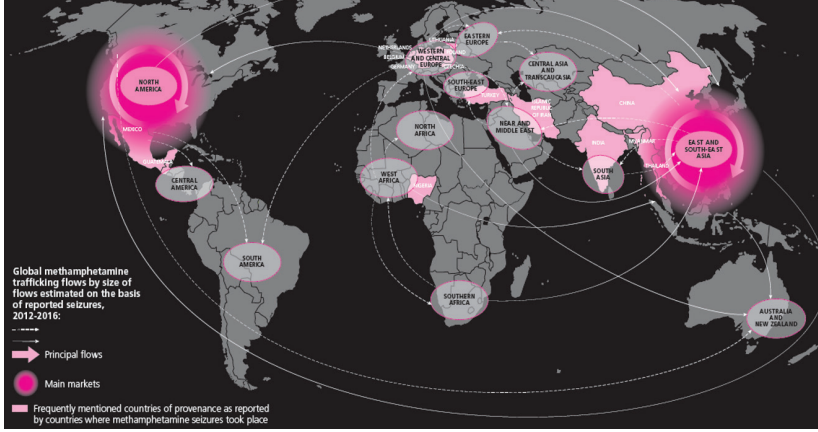 EASTERN
EUROPE
LITHUANIA
NETHERLANDS
POLAND
BELGIUM
WESTERN
AND CENTRAL
EUROPE
GERMANY
CZECHIA
CENTRAL ASIA
AND
TRANSCAUCASIA
NORTH
AMERICA
SOUTH-EAST
EUROPE
TURKEY
ISLAMIC
REPUBLIC
OF IRAN
CHINA
MEXICO
NORTH
AFRICA
NEAR AND
MIDDLE EAST
INDIA
MYANMAR
EAST AND
SOUTH-EAST
ASIA
GUATEMALA
THAILAND
CENTRAL
AMERICA
WEST
AFRICA
NIGERIA
SOUTH
ASIA
SOUTH
AMERICA
SOUTHERN
AFRICA
AUSTRALIA
AND
NEW ZEALAND
Global methamphetamine
trafficking flows by size of
flows estimated on the basis
of reported seizures,
2012-2016:
Principal flows
Main markets
Frequently mentioned countries of provenance as reported
by countries where methamphetamine seizures took place